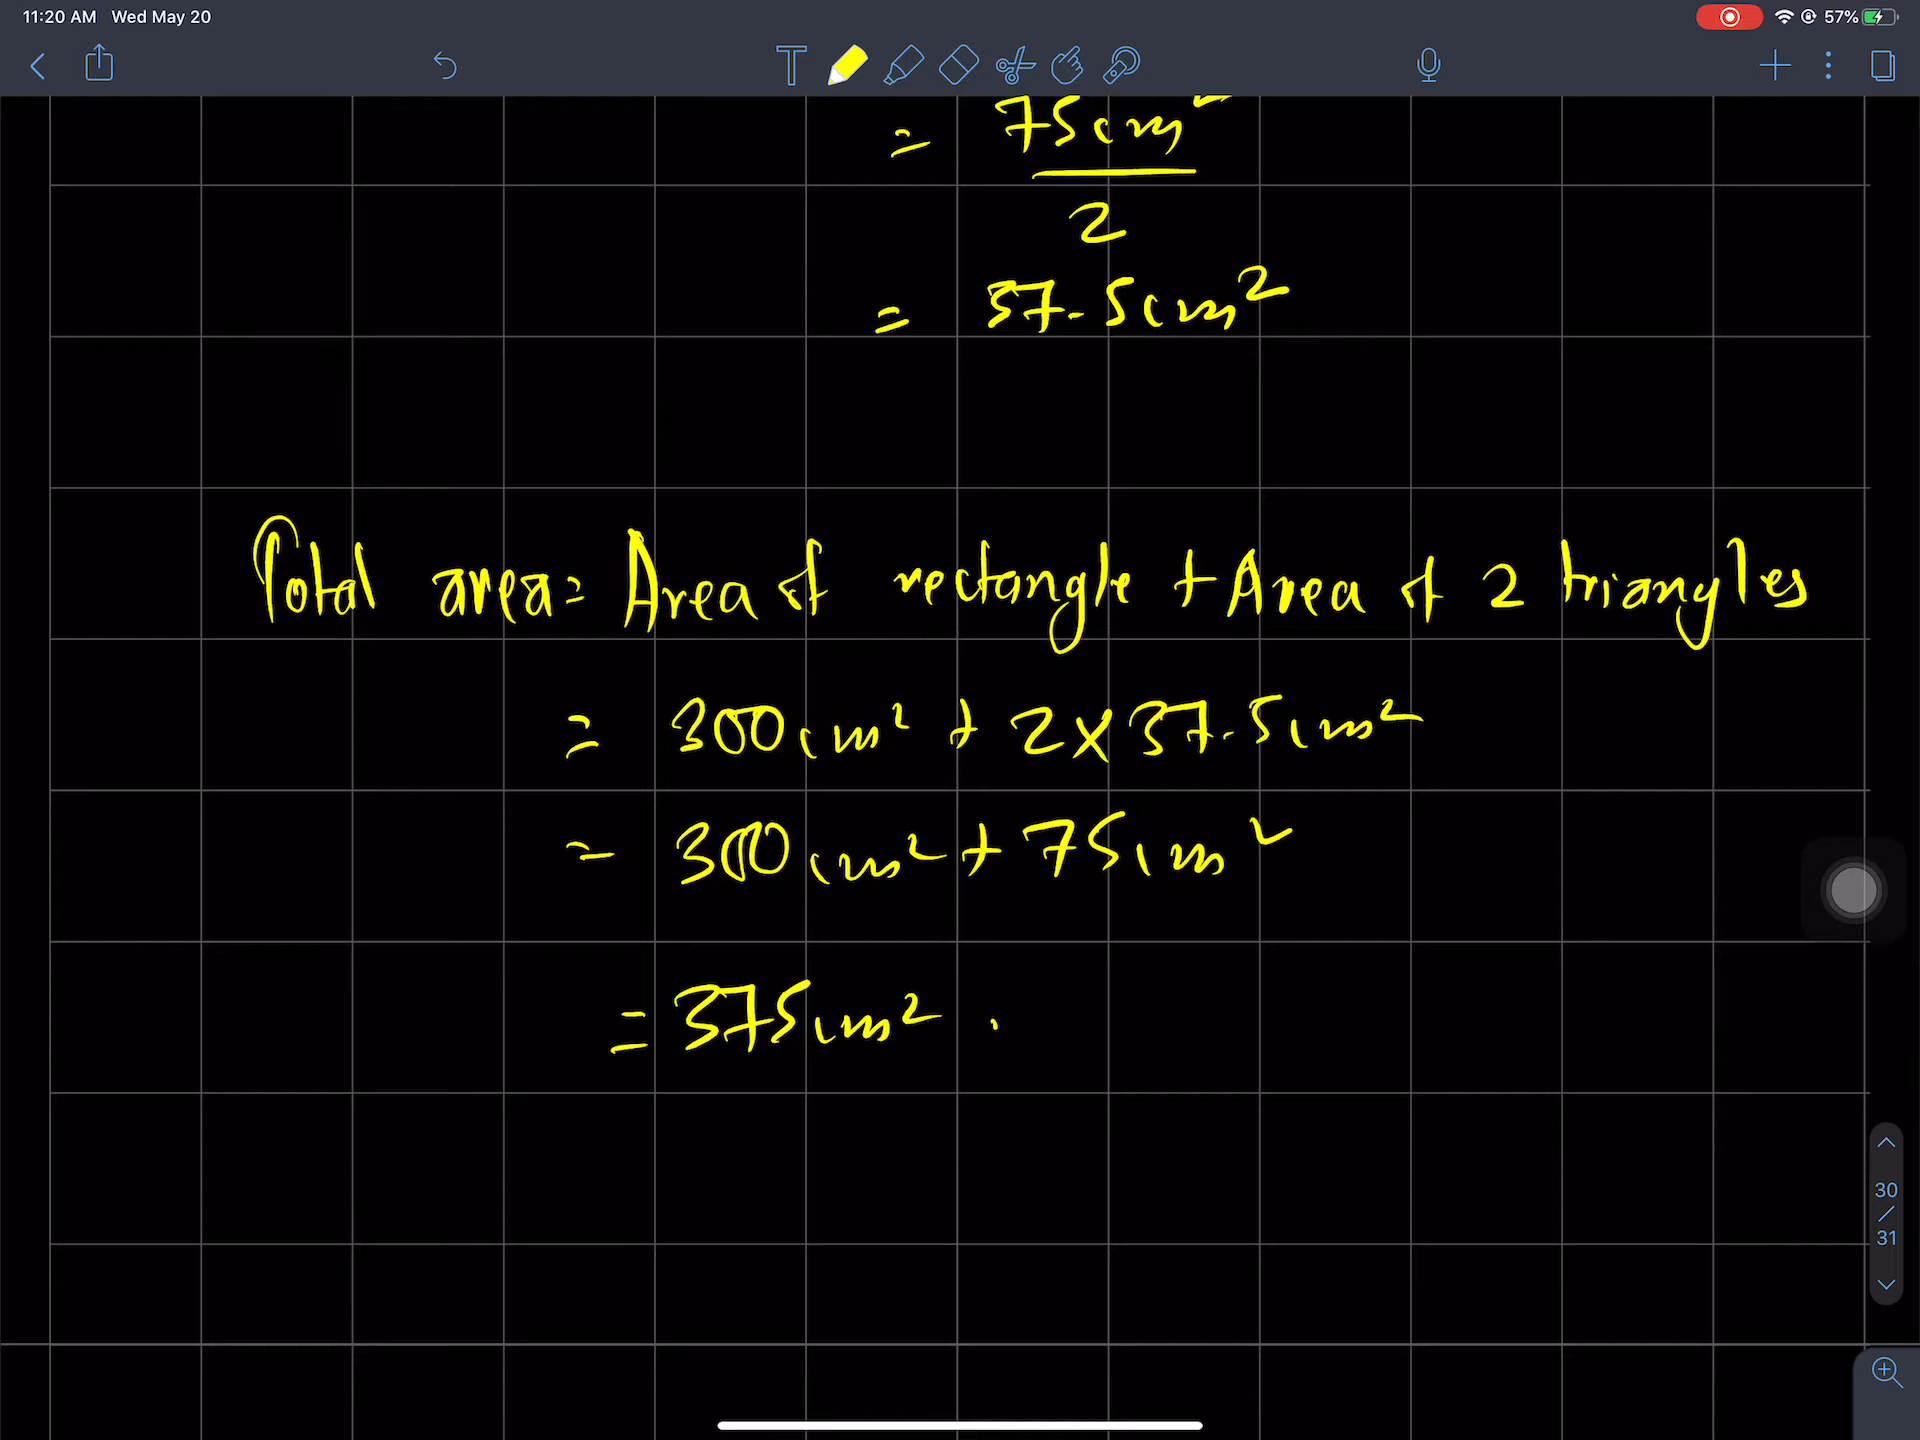 11:20 AM Wed May 20
57%
= 75cm²
2
= 37.5cm²
Total area = Area of rectangle + Area of 2 triangles
= 300cm² + 2×37.5cm²
= 300cm² + 75cm²
= 375cm².
30
/
31